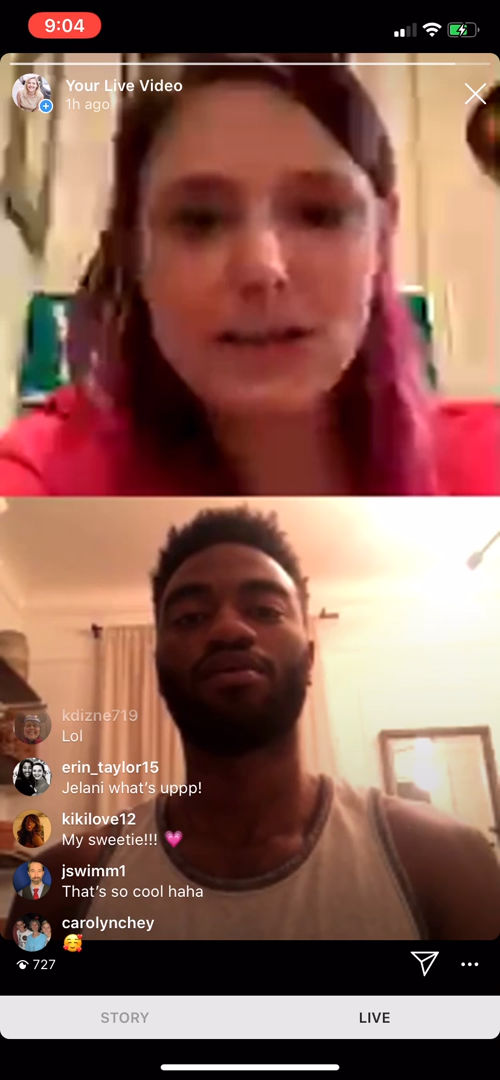 9:04
Your Live Video
1h ago
kdizne719
Lol
erin_taylor15
Jelani what's uppp!
kikilove12
My sweetie!!! 💗
jswimm1
That's so cool haha
carolynchey
🥰
727
STORY
LIVE